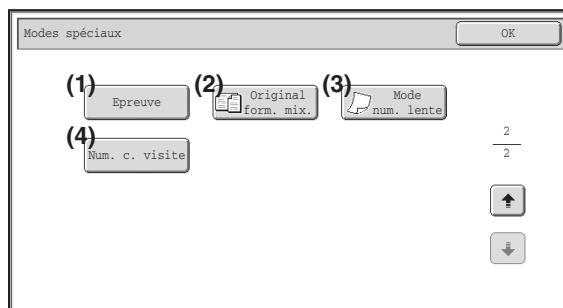 Modes spéciaux
OK
(1)
Epreuve
(2)
Original
form. mix.
(3)
Mode
num. lente
(4)
Num. c. visite
2
2